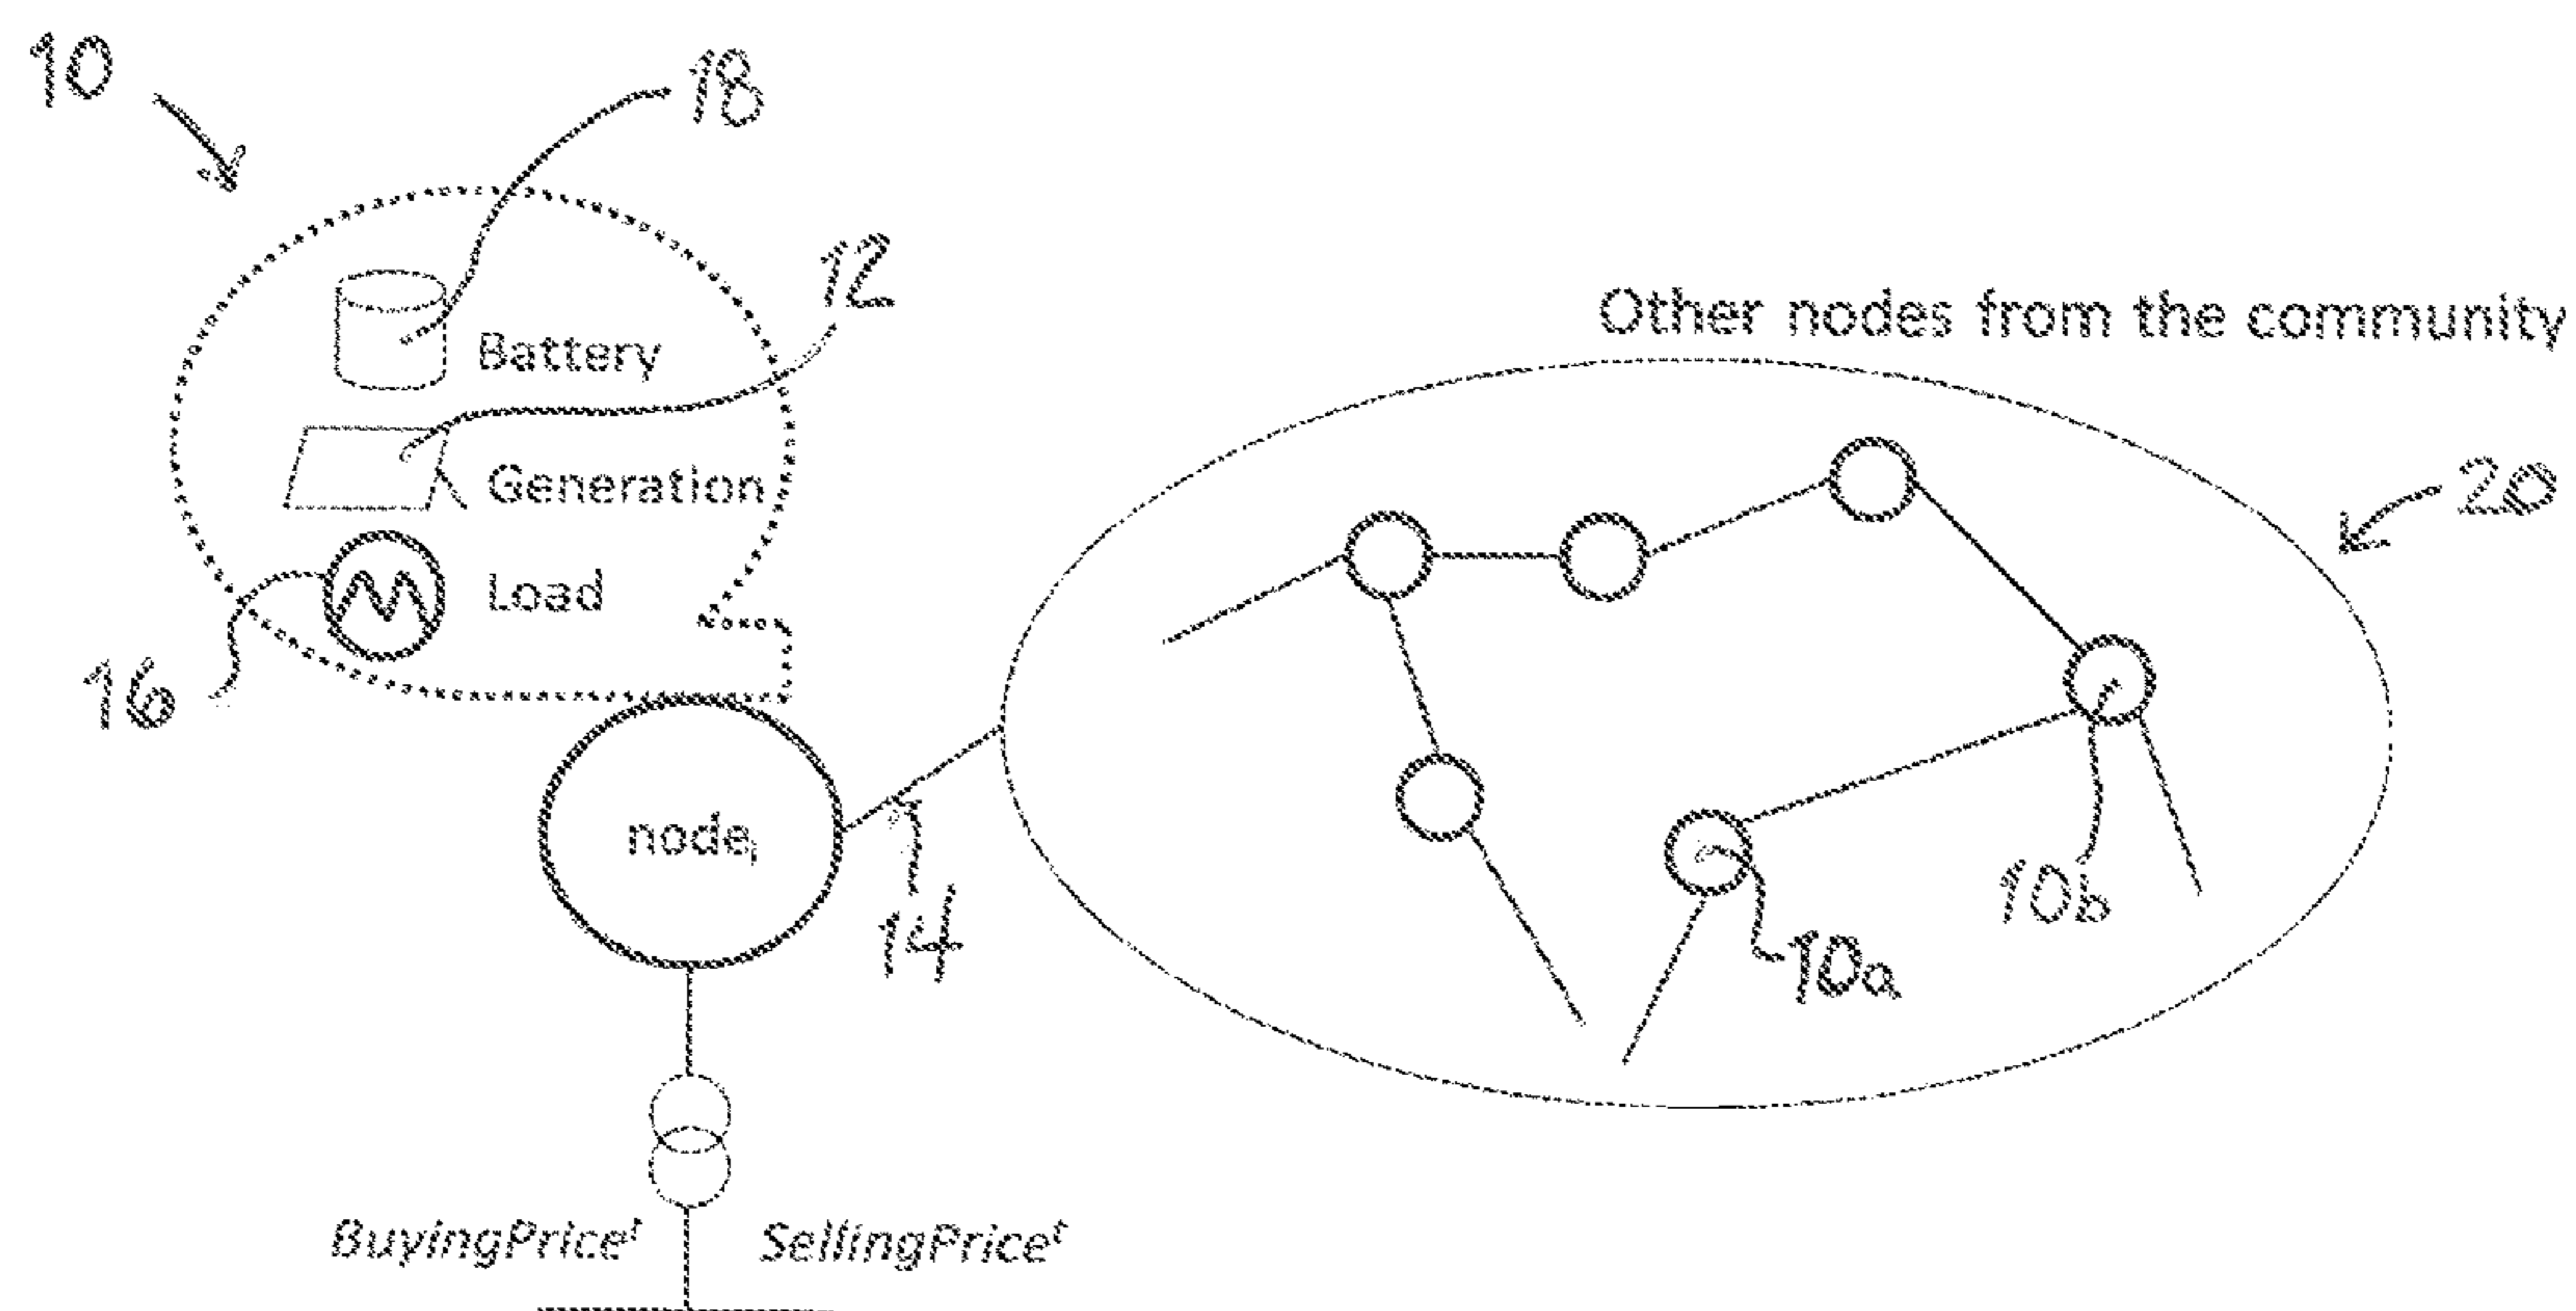 10
18
12
Battery
Generation
Load
16
node i
14
Other nodes from the community
20
10b
10a
BuyingPrice^t SellingPrice^t